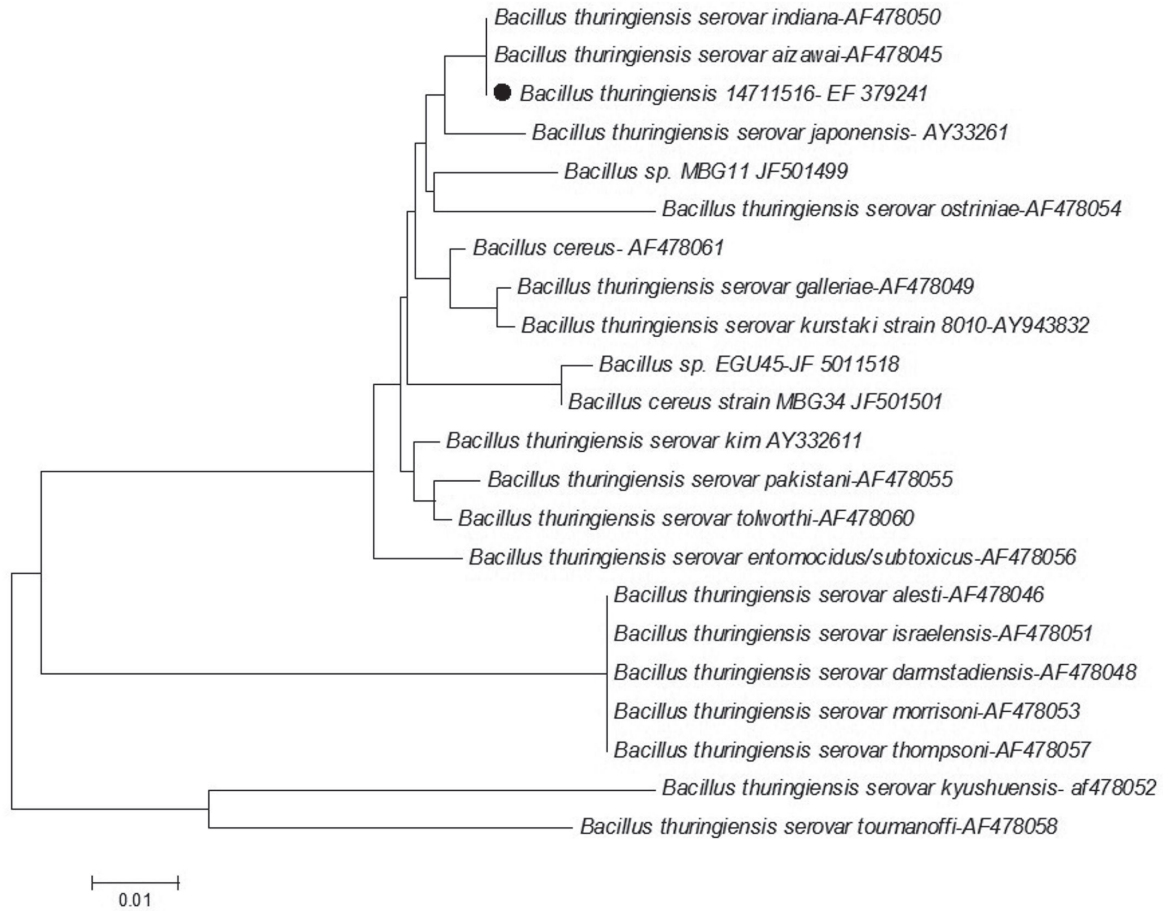 Bacillus thuringiensis serovar indiana-AF478050
Bacillus thuringiensis serovar aizawai-AF478045
Bacillus thuringiensis 14711516- EF 379241
Bacillus thuringiensis serovar japonensis- AY33261
Bacillus sp. MBG11 JF501499
Bacillus thuringiensis serovar ostriniae-AF478054
Bacillus cereus- AF478061
Bacillus thuringiensis serovar galleriae-AF478049
Bacillus thuringiensis serovar kurstaki strain 8010-AY943832
Bacillus sp. EGU45-JF 5011518
Bacillus cereus strain MBG34 JF501501
Bacillus thuringiensis serovar kim AY332611
Bacillus thuringiensis serovar pakistani-AF478055
Bacillus thuringiensis serovar tolworthi-AF478060
Bacillus thuringiensis serovar entomocidus/subtoxicus-AF478056
Bacillus thuringiensis serovar alesti-AF478046
Bacillus thuringiensis serovar israelensis-AF478051
Bacillus thuringiensis serovar darmstadiensis-AF478048
Bacillus thuringiensis serovar morrisoni-AF478053
Bacillus thuringiensis serovar thompsoni-AF478057
Bacillus thuringiensis serovar kyushuensis- af478052
Bacillus thuringiensis serovar toumanoffi-AF478058
0.01